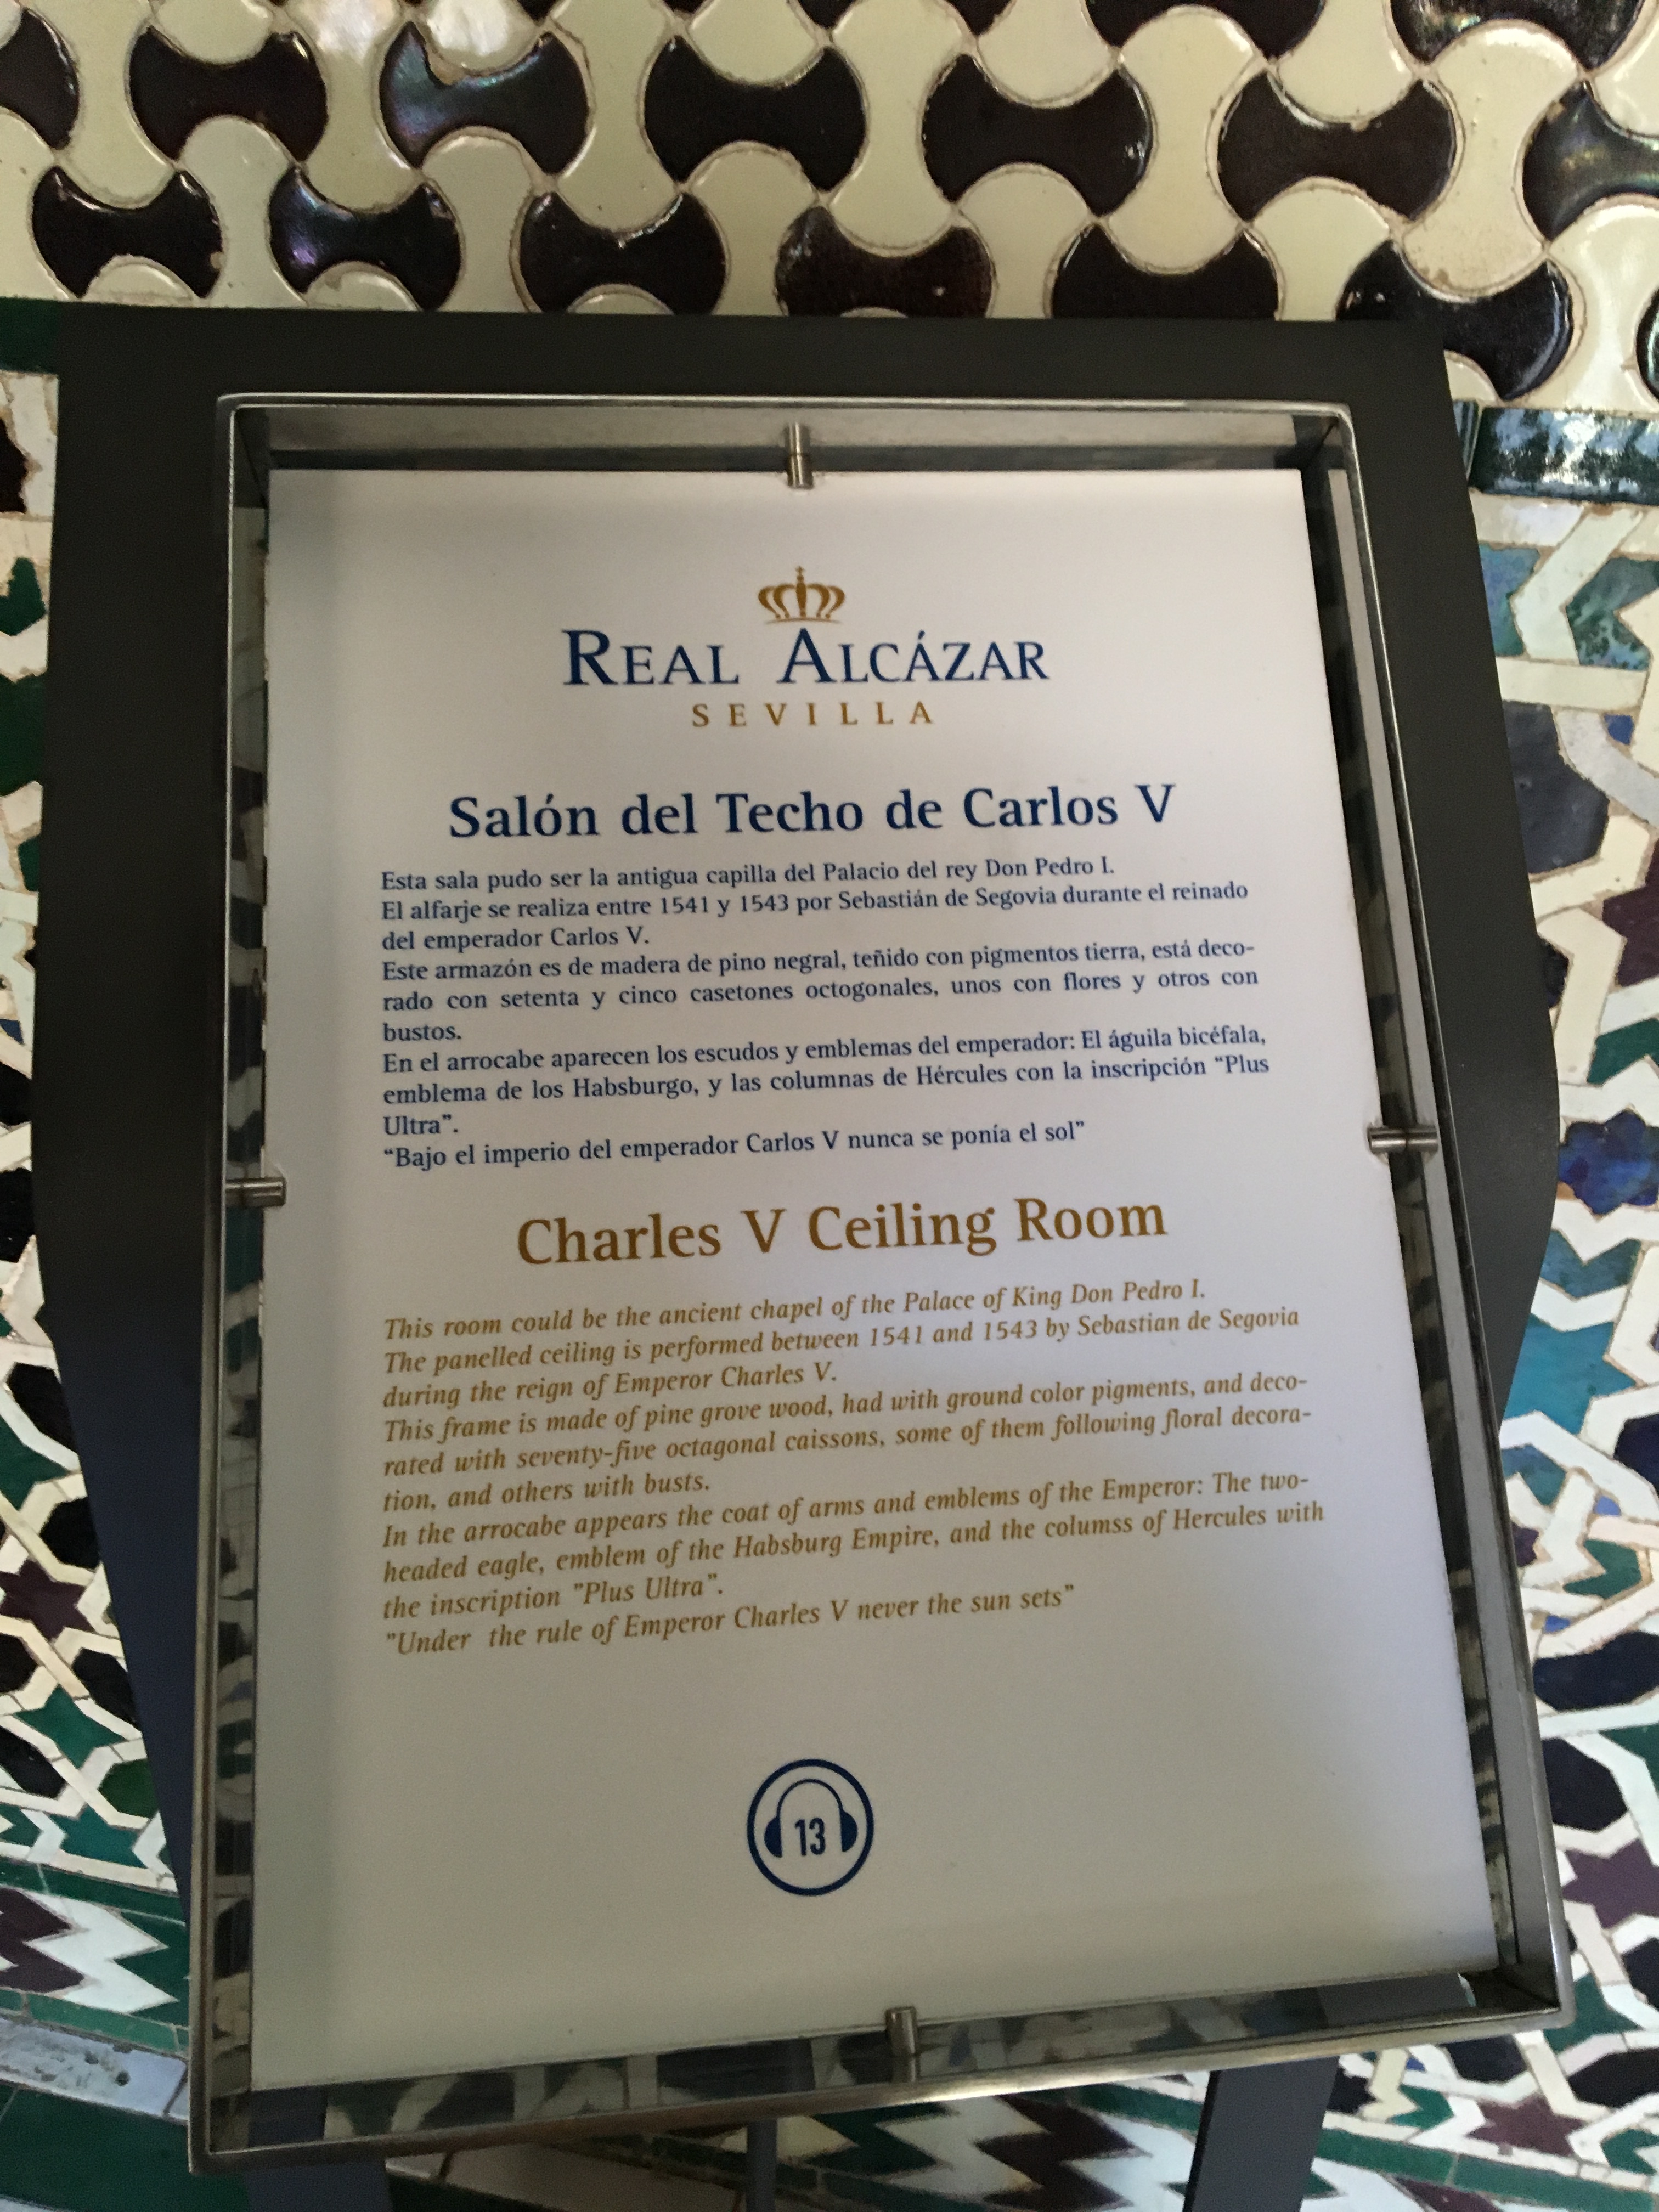 REAL ALCÁZAR
SEVILLA
Salón del Techo de Carlos V
Esta sala pudo ser la antigua capilla del Palacio del rey Don Pedro I.
El alfarje se realiza entre 1541 y 1543 por Sebastián de Segovia durante el reinado
del emperador Carlos V.
Este armazón es de madera de pino negral, teñido con pigmentos tierra, está deco-
rado con setenta y cinco casetones octogonales, unos con flores y otros con
bustos.
En el arrocabe aparecen los escudos y emblemas del emperador: El águila bicéfala,
emblema de los Habsburgo, y las columnas de Hércules con la inscripción “Plus
Ultra”.
“Bajo el imperio del emperador Carlos V nunca se ponía el sol”
Charles V Ceiling Room
This room could be the ancient chapel of the Palace of King Don Pedro I.
The panelled ceiling is performed between 1541 and 1543 by Sebastian de Segovia
during the reign of Emperor Charles V.
This frame is made of pine grove wood, had with ground color pigments, and deco-
rated with seventy-five octagonal caissons, some of them following floral decora-
tion, and others with busts.
In the arrocabe appears the coat of arms and emblems of the Emperor: The two-
headed eagle, emblem of the Habsburg Empire, and the columss of Hercules with
the inscription "Plus Ultra".
"Under the rule of Emperor Charles V never the sun sets"
13